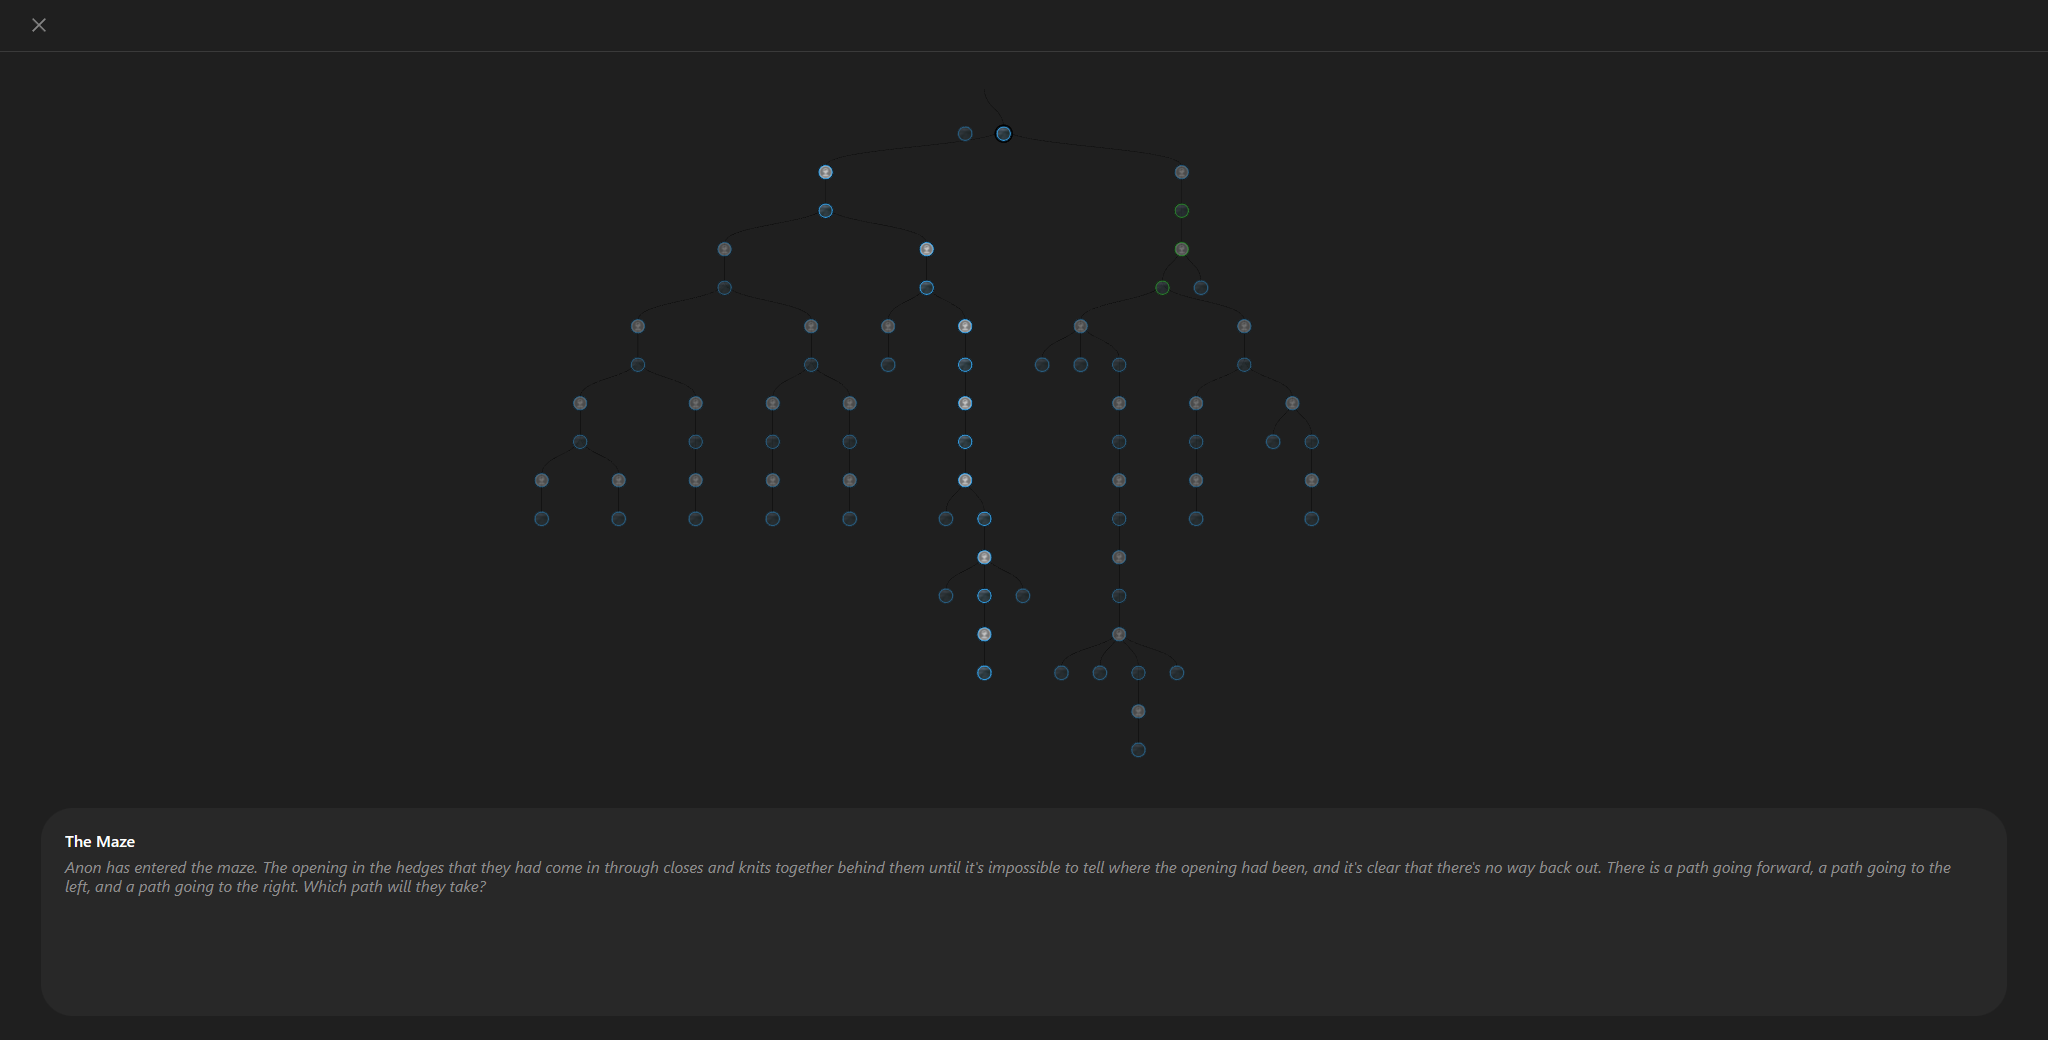 The Maze
Anon has entered the maze. The opening in the hedges that they had come in through closes and knits together behind them until it's impossible to tell where the opening had been, and it's clear that there's no way back out. There is a path going forward, a path going to the
left, and a path going to the right. Which path will they take?